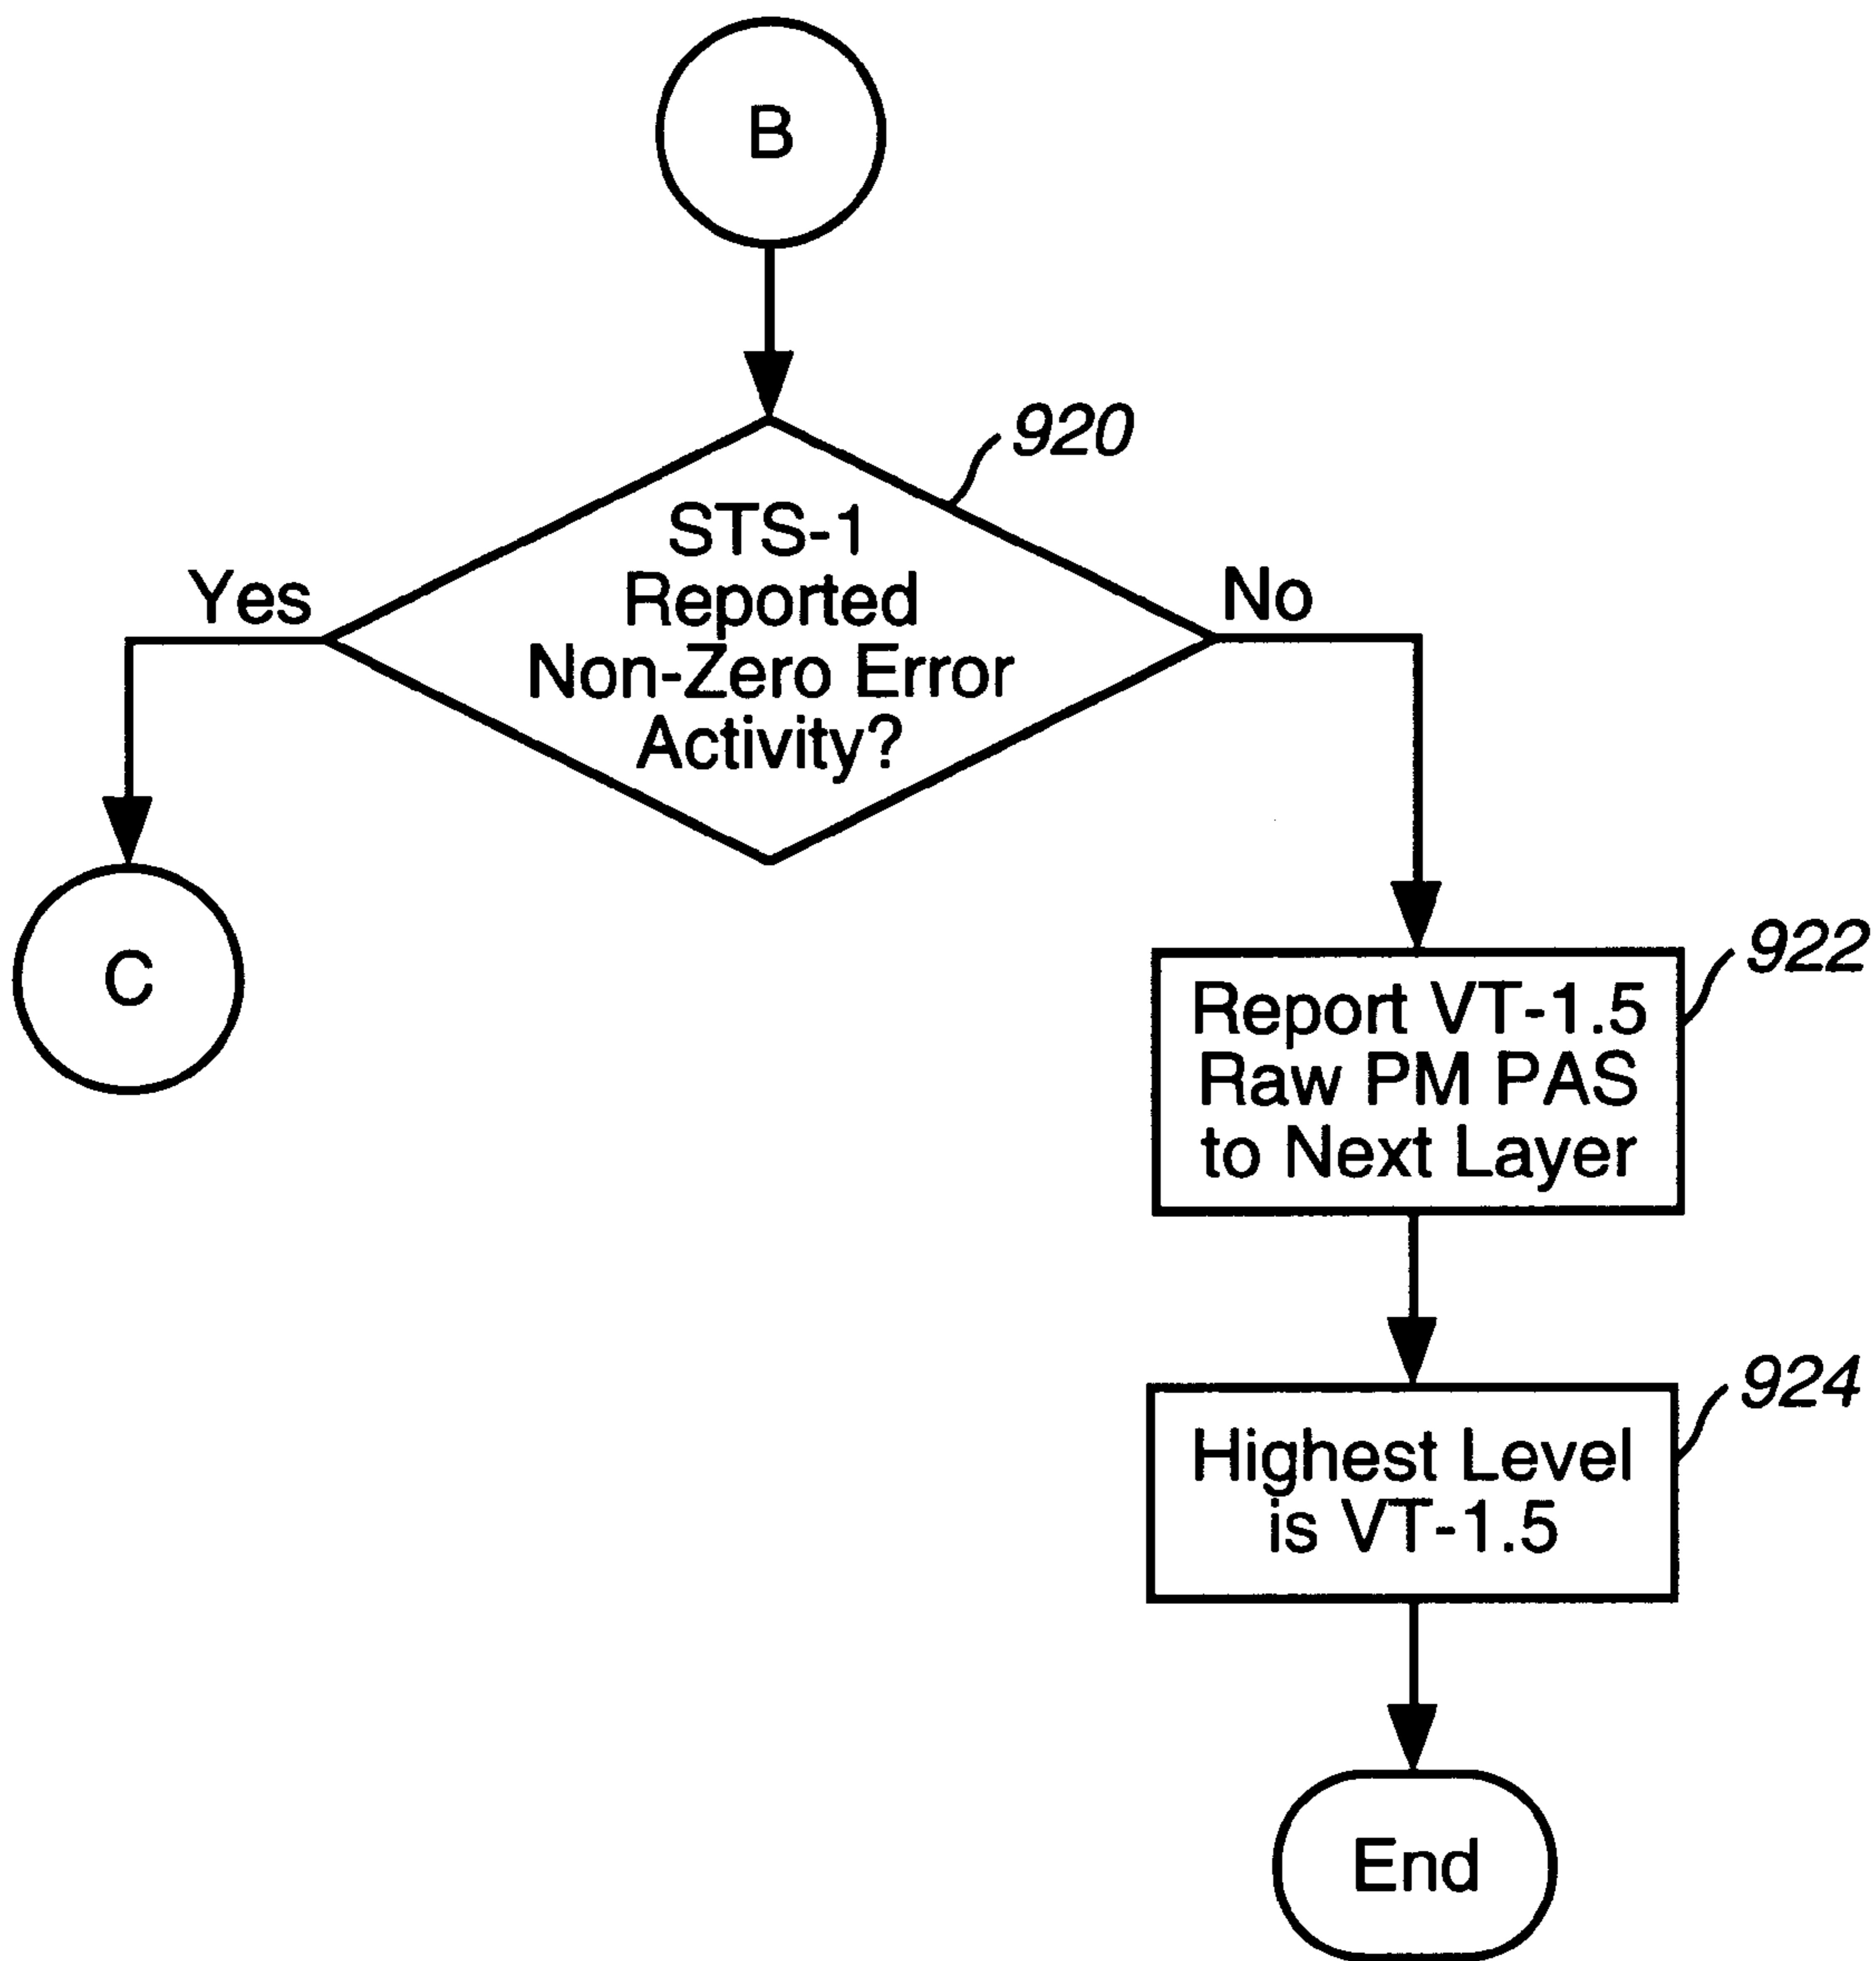 B
920
STS-1
Reported
Non-Zero Error
Activity?
Yes
No
C
922
Report VT-1.5
Raw PM PAS
to Next Layer
924
Highest Level
is VT-1.5
End